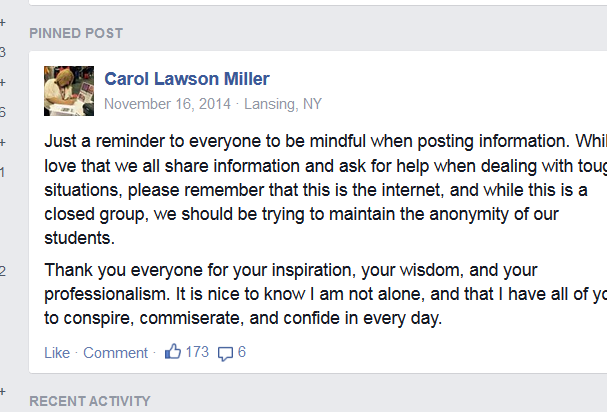 PINNED POST
Carol Lawson Miller
November 16, 2014 · Lansing, NY
Just a reminder to everyone to be mindful when posting information.
love that we all share information and ask for help when dealing with
situations, please remember that this is the internet, and while this is a
closed group, we should be trying to maintain the anonymity of our
students.
Thank you everyone for your inspiration, your wisdom, and your
professionalism. It is nice to know I am not alone, and that I have all of
to conspire, commiserate, and confide in every day.
Like · Comment · 173 6
RECENT ACTIVITY
+
3
+
6
+
1
2
+